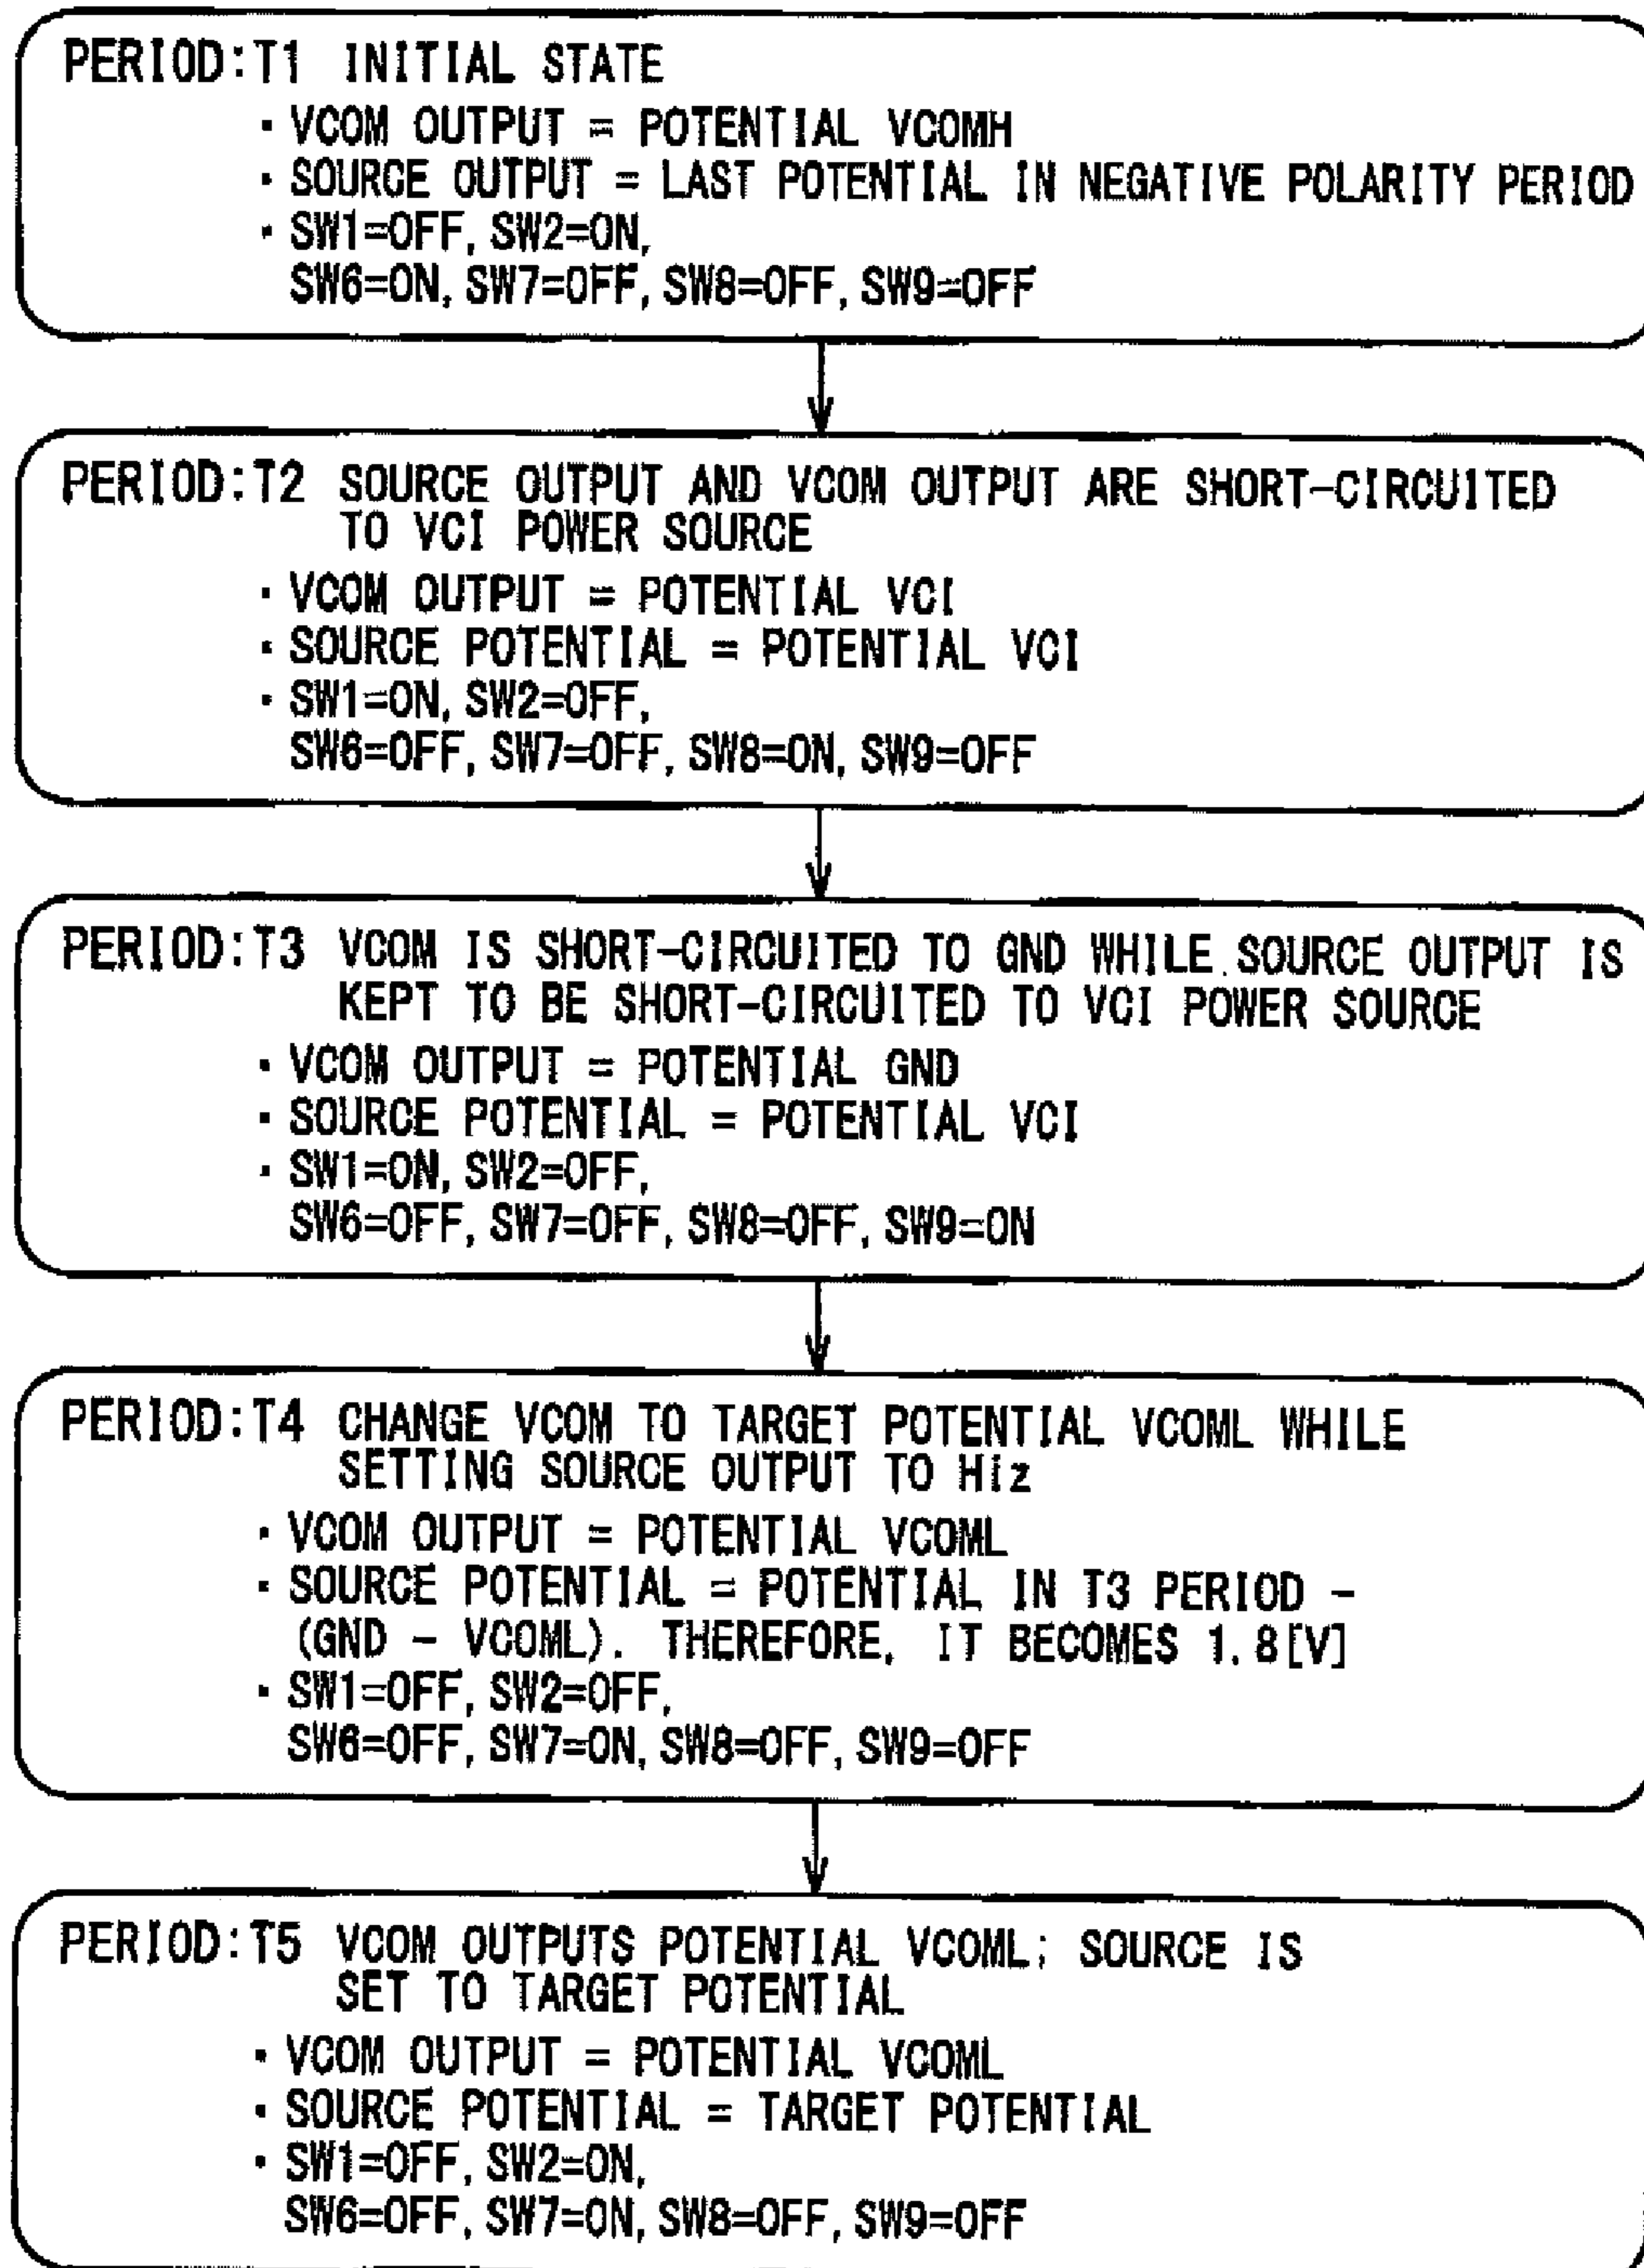 PERIOD:T1 INITIAL STATE
· VCOM OUTPUT = POTENTIAL VCOMH
· SOURCE OUTPUT = LAST POTENTIAL IN NEGATIVE POLARITY PERIOD
· SW1=OFF, SW2=ON,
SW6=ON, SW7=OFF, SW8=OFF, SW9=OFF
PERIOD:T2 SOURCE OUTPUT AND VCOM OUTPUT ARE SHORT-CIRCUITED
TO VCI POWER SOURCE
· VCOM OUTPUT = POTENTIAL VCI
· SOURCE POTENTIAL = POTENTIAL VCI
· SW1=ON, SW2=OFF,
SW6=OFF, SW7=OFF, SW8=ON, SW9=OFF
PERIOD:T3 VCOM IS SHORT-CIRCUITED TO GND WHILE SOURCE OUTPUT IS
KEPT TO BE SHORT-CIRCUITED TO VCI POWER SOURCE
· VCOM OUTPUT = POTENTIAL GND
· SOURCE POTENTIAL = POTENTIAL VCI
· SW1=ON, SW2=OFF,
SW6=OFF, SW7=OFF, SW8=OFF, SW9=ON
PERIOD:T4 CHANGE VCOM TO TARGET POTENTIAL VCOML WHILE
SETTING SOURCE OUTPUT TO Hiz
· VCOM OUTPUT = POTENTIAL VCOML
· SOURCE POTENTIAL = POTENTIAL IN T3 PERIOD -
(GND - VCOML). THEREFORE, IT BECOMES 1.8[V]
· SW1=OFF, SW2=OFF,
SW6=OFF, SW7=ON, SW8=OFF, SW9=OFF
PERIOD:T5 VCOM OUTPUTS POTENTIAL VCOML; SOURCE IS
SET TO TARGET POTENTIAL
· VCOM OUTPUT = POTENTIAL VCOML
· SOURCE POTENTIAL = TARGET POTENTIAL
· SW1=OFF, SW2=ON,
SW6=OFF, SW7=ON, SW8=OFF, SW9=OFF